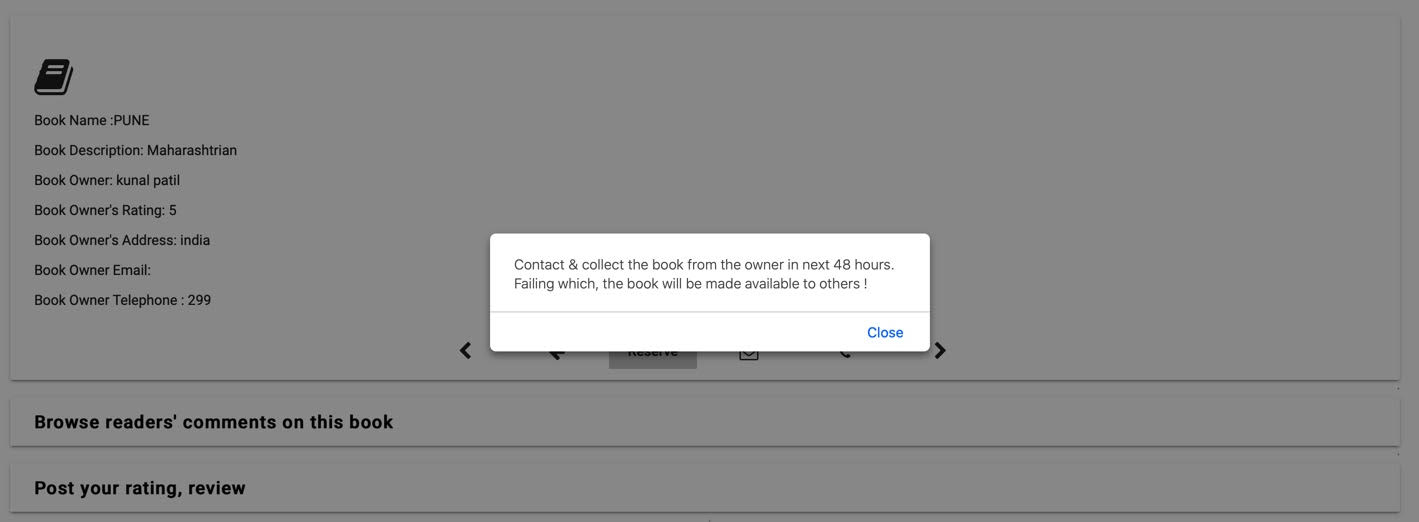 Book Name :PUNE
Book Description: Maharashtrian
Book Owner: kunal patil
Book Owner's Rating: 5
Book Owner's Address: india
Book Owner Email:
Book Owner Telephone : 299
Contact & collect the book from the owner in next 48 hours.
Failing which, the book will be made available to others !
Close
Reserve
Browse readers' comments on this book
Post your rating, review